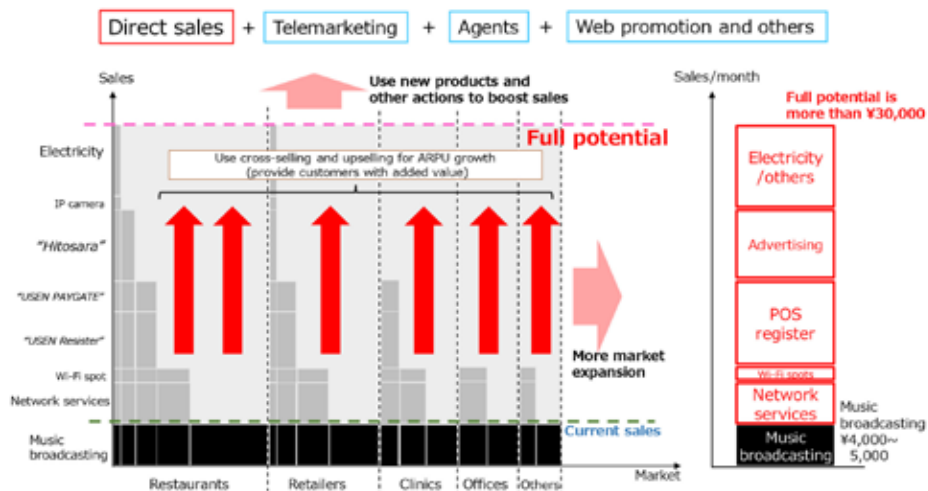 Direct sales + Telemarketing + Agents + Web promotion and others
Sales
Use new products and
other actions to boost sales
Sales/month
Full potential is
more than ¥30,000
Full potential
Electricity
Use cross-selling and upselling for ARPU growth
(provide customers with added value)
IP camera
"Hitosara"
"USEN PAYGATE"
"USEN Register"
Wi-Fi spot
Network services
Music
broadcasting
More market
expansion
Current sales
Market
Restaurants
Retailers
Clinics
Offices
Others
Electricity
/others
Advertising
POS
register
Wi-Fi spots
Network
services
Music
broadcasting
Music
broadcasting
¥4,000~
5,000